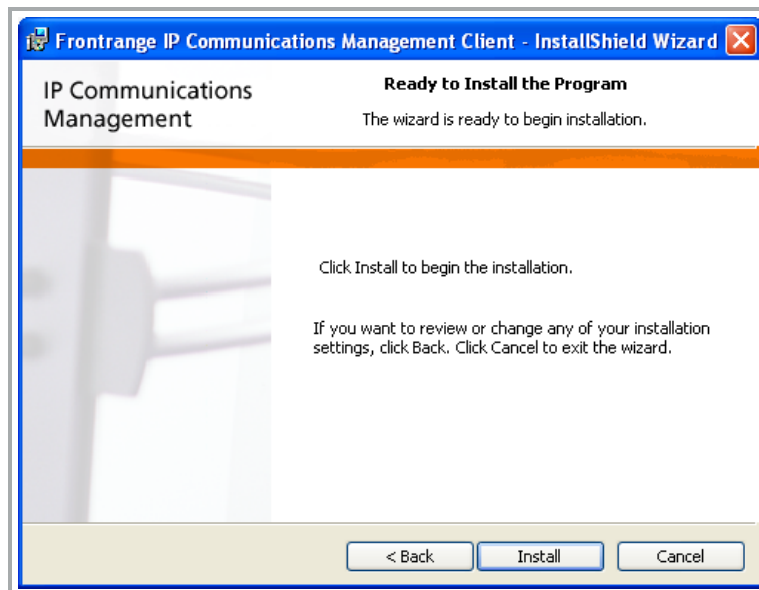 Frontrange IP Communications Management Client - InstallShield Wizard
IP Communications
Management
Ready to Install the Program
The wizard is ready to begin installation.
Click Install to begin the installation.
If you want to review or change any of your installation
settings, click Back. Click Cancel to exit the wizard.
< Back
Install
Cancel